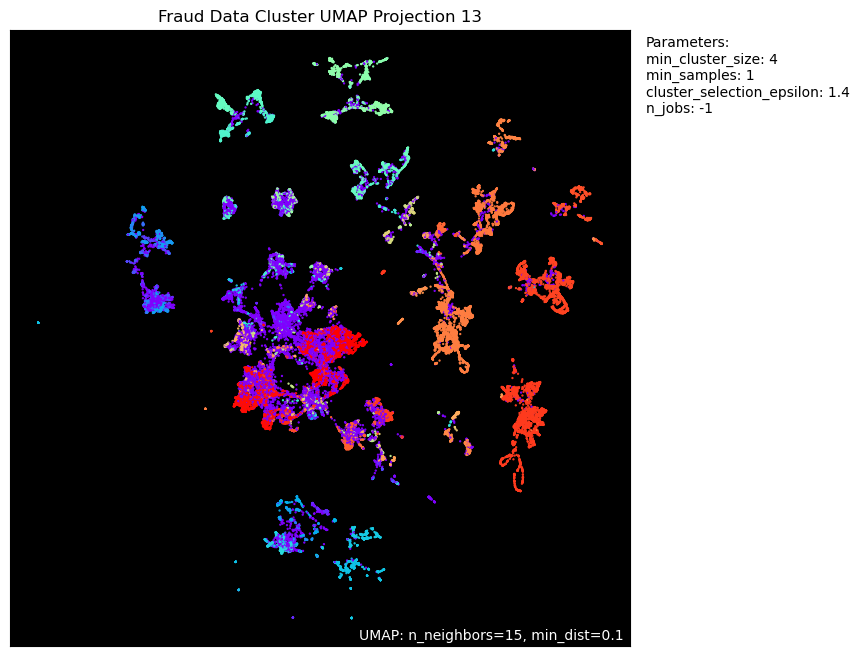 Fraud Data Cluster UMAP Projection 13
Parameters:
min_cluster_size: 4
min_samples: 1
cluster_selection_epsilon: 1.4
n_jobs: -1
UMAP: n_neighbors=15, min_dist=0.1